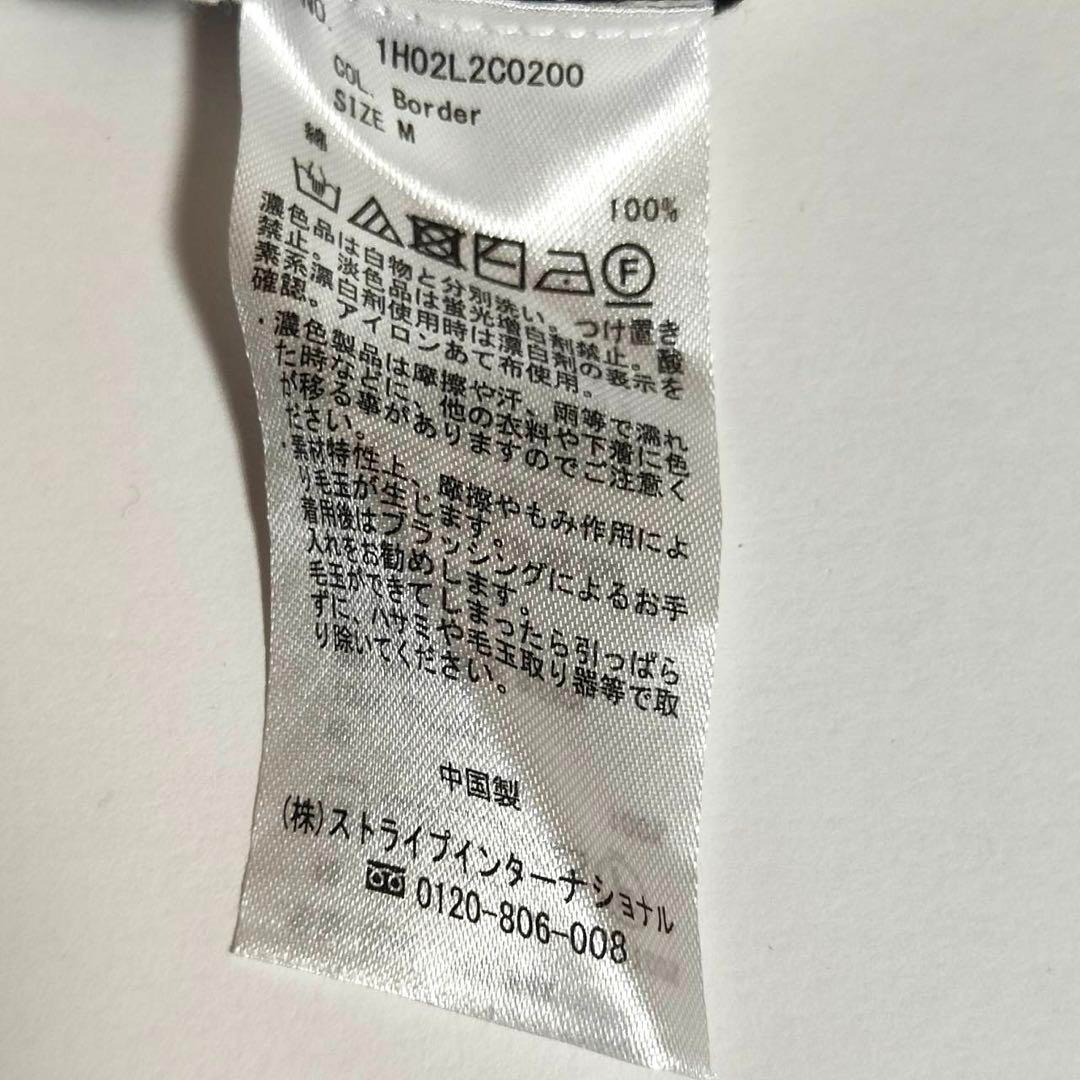 NO.
1H02L2C0200
COL. Border
SIZE M
綿 100%
F
濃色品は白物と分別洗い。つけ置き
禁止。淡色品は蛍光増白剤禁止。酸
素系漂白剤使用時は漂白剤の表示を
確認。アイロンあて布使用。
・濃色製品は摩擦や汗、雨等で濡れ
た時などに、他の衣料や下着に色
が移る事がありますのでご注意く
ださい。
・素材特性上、摩擦やもみ作用によ
り毛玉が生じます。
着用後はブラッシングによるお手
入れをお勧めします。
毛玉ができてしまったら引っぱら
ずに、ハサミや毛玉取り器等で取
り除いてください。
中国製
(株)ストライプインターナショナル
0120-806-008